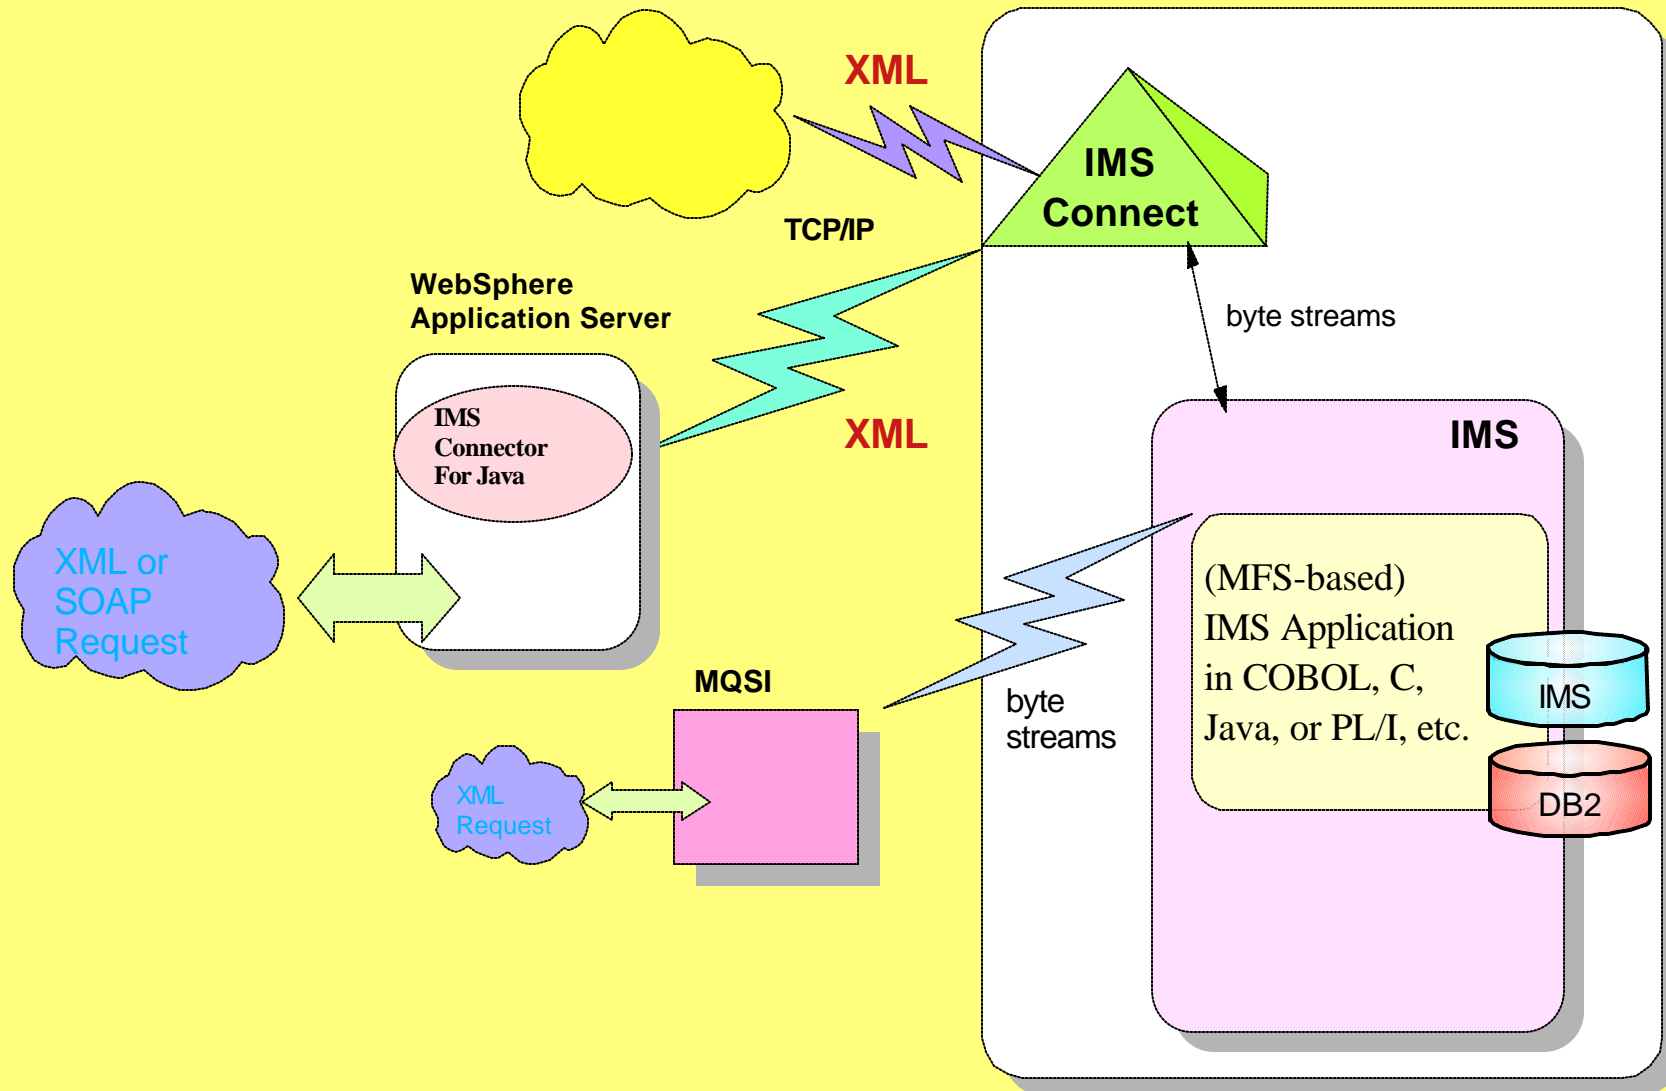 XML
IMS
Connect
TCP/IP
WebSphere
Application Server
byte streams
IMS
Connector
For Java
XML
IMS
XML or
SOAP
Request
(MFS-based)
IMS Application
in COBOL, C,
Java, or PL/I, etc.
IMS
DB2
MQSI
byte
streams
XML
Request